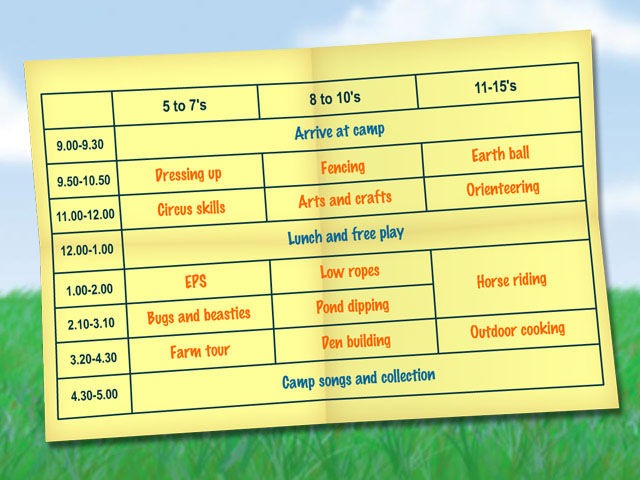 5 to 7's 8 to 10's 11-15's
9.00-9.30 Arrive at camp
9.50-10.50 Dressing up Fencing Earth ball
11.00-12.00 Circus skills Arts and crafts Orienteering
12.00-1.00 Lunch and free play
1.00-2.00 EPS Low ropes Horse riding
2.10-3.10 Bugs and beasties Pond dipping
3.20-4.30 Farm tour Den building Outdoor cooking
4.30-5.00 Camp songs and collection